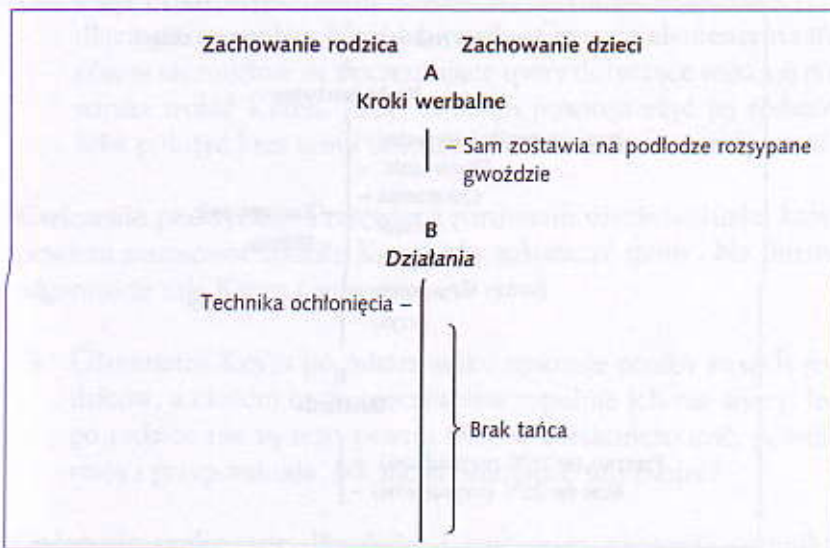 Zachowanie rodzica Zachowanie dzieci
A
Kroki werbalne
– Sam zostawia na podłodze rozsypane
gwoździe
B
Działania
Technika ochłonięcia –
Brak tańca